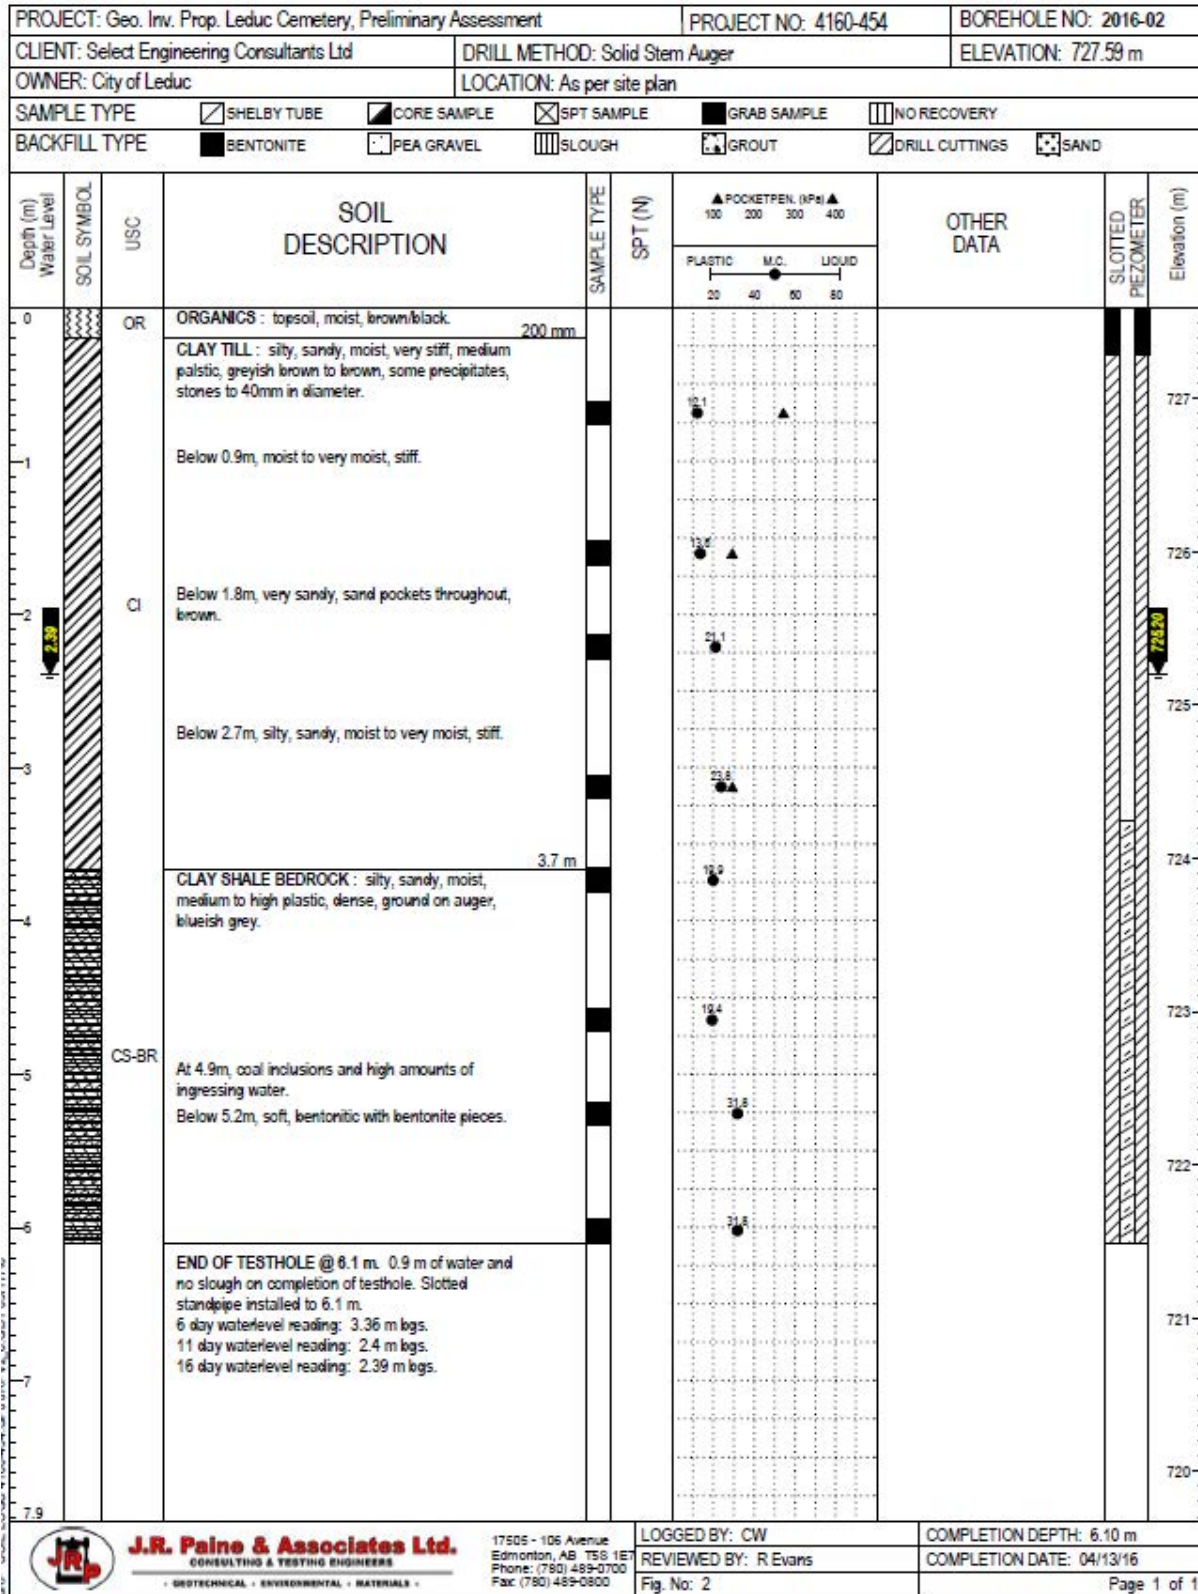 PROJECT: Geo. Inv. Prop. Leduc Cemetery, Preliminary Assessment PROJECT NO: 4160-454 BOREHOLE NO: 2016-02
CLIENT: Select Engineering Consultants Ltd DRILL METHOD: Solid Stem Auger ELEVATION: 727.59 m
OWNER: City of Leduc LOCATION: As per site plan
SAMPLE TYPE SHELBY TUBE CORE SAMPLE SPT SAMPLE GRAB SAMPLE NO RECOVERY
BACKFILL TYPE BENTONITE PEA GRAVEL SLOUGH GROUT DRILL CUTTINGS SAND
Depth (m)
Water Level
SOIL SYMBOL
USC
SOIL
DESCRIPTION
SAMPLE TYPE
SPT (N)
▲ POCKETPEN. (kPa) ▲
100 200 300 400
PLASTIC M.C. LIQUID
20 40 60 80
OTHER
DATA
SLOTTED
PIEZOMETER
Elevation (m)
0
OR
ORGANICS : topsoil, moist, brown/black.
200 mm
CLAY TILL : silty, sandy, moist, very stiff, medium
palstic, greyish brown to brown, some precipitates,
stones to 40mm in diameter.
12.1
727
1
Below 0.9m, moist to very moist, stiff.
13.6
726
CI
Below 1.8m, very sandy, sand pockets throughout,
brown.
2
2.39
21.1
725.20
725
Below 2.7m, silty, sandy, moist to very moist, stiff.
3
23.8
3.7 m
724
CLAY SHALE BEDROCK : silty, sandy, moist,
medium to high plastic, dense, ground on auger,
blueish grey.
19.9
4
19.4
723
CS-BR
5
At 4.9m, coal inclusions and high amounts of
ingressing water.
Below 5.2m, soft, bentonitic with bentonite pieces.
31.8
722
6
31.8
END OF TESTHOLE @ 6.1 m. 0.9 m of water and
no slough on completion of testhole. Slotted
standpipe installed to 6.1 m.
6 day waterlevel reading: 3.36 m bgs.
11 day waterlevel reading: 2.4 m bgs.
16 day waterlevel reading: 2.39 m bgs.
721
7
720
7.9
JRP
J.R. Paine & Associates Ltd.
CONSULTING & TESTING ENGINEERS
- GEOTECHNICAL - ENVIRONMENTAL - MATERIALS -
17505 - 106 Avenue
Edmonton, AB T5S 1E7
Phone: (780) 489-0700
Fax: (780) 489-0800
LOGGED BY: CW COMPLETION DEPTH: 6.10 m
REVIEWED BY: R Evans COMPLETION DATE: 04/13/16
Fig. No: 2 Page 1 of 1